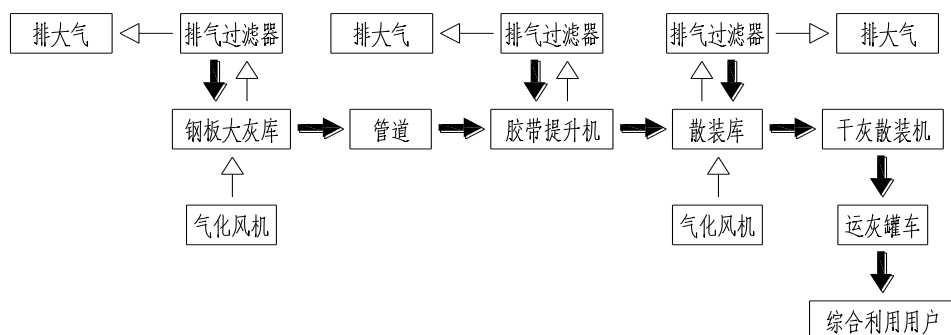 排大气
排气过滤器
排大气
排气过滤器
排气过滤器
排大气
钢板大灰库
管道
胶带提升机
散装库
干灰散装机
气化风机
气化风机
运灰罐车
综合利用用户